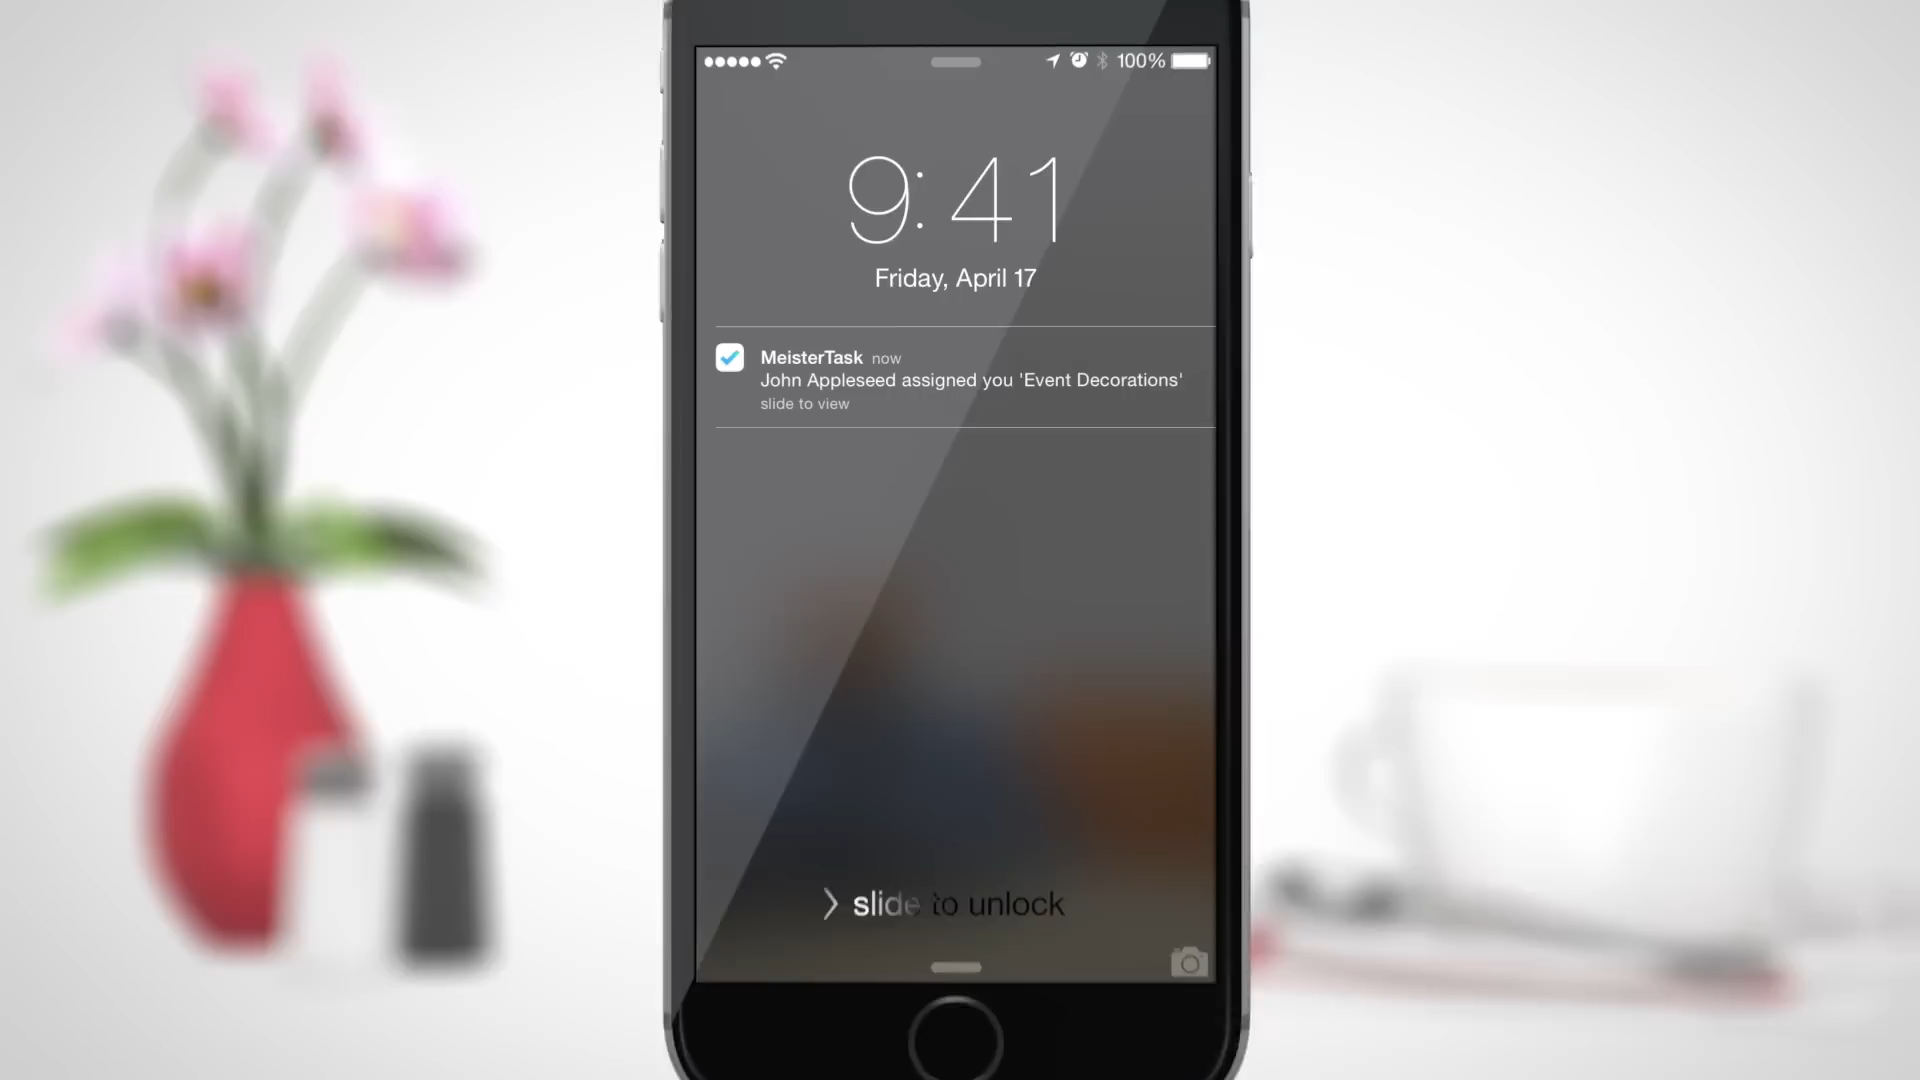 100%
9:41
Friday, April 17
MeisterTask now
John Appleseed assigned you 'Event Decorations'
slide to view
slide to unlock